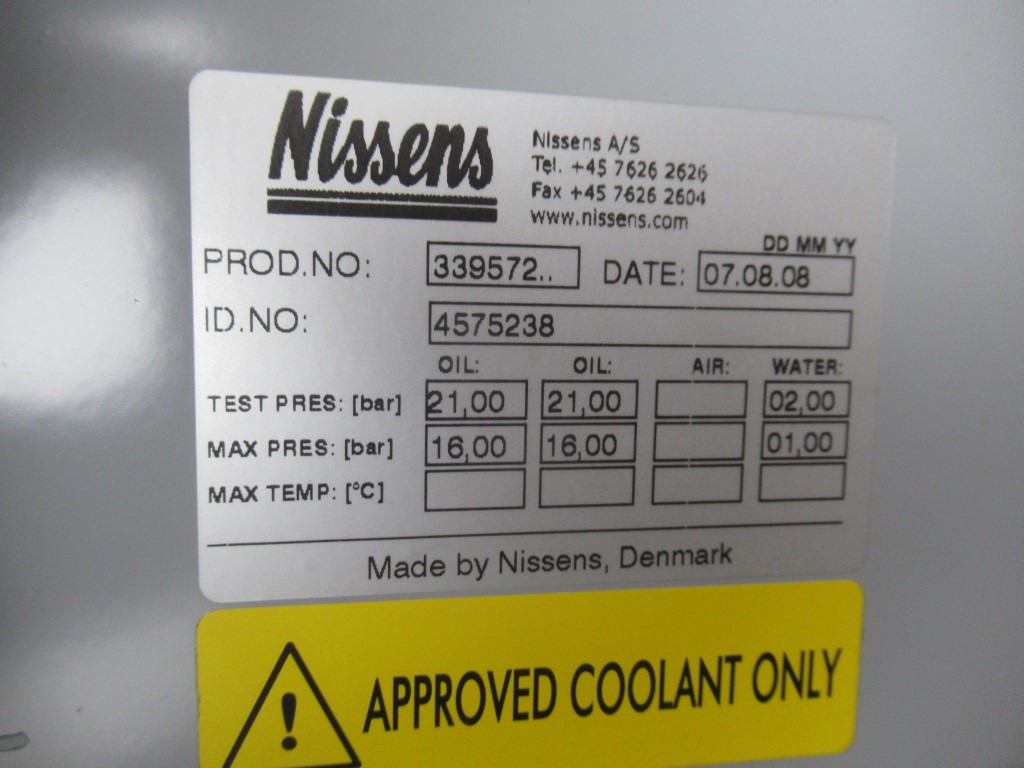 Nissens
Nissens A/S
Tel. +45 7626 2626
Fax +45 7626 2604
www.nissens.com
DD MM YY
PROD.NO: 339572.. DATE: 07.08.08
ID.NO: 4575238
OIL: OIL: AIR: WATER:
TEST PRES: [bar] 21,00 21,00 02,00
MAX PRES: [bar] 16,00 16,00 01,00
MAX TEMP: [°C]
Made by Nissens, Denmark
! APPROVED COOLANT ONLY